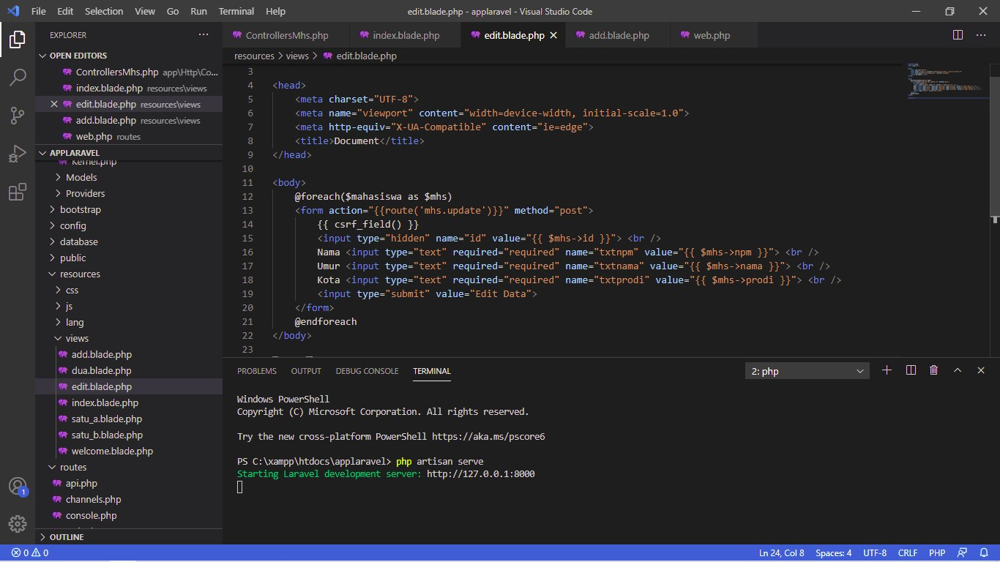 File Edit Selection View Go Run Terminal Help edit.blade.php - applaravel - Visual Studio Code
EXPLORER
OPEN EDITORS
ControllersMhs.php app\Http\Co...
index.blade.php resources\views
edit.blade.php resources\views
add.blade.php resources\views
web.php routes
APPLARAVEL
Kernel.php
Models
Providers
bootstrap
config
database
public
resources
css
js
lang
views
add.blade.php
dua.blade.php
edit.blade.php
index.blade.php
satu_a.blade.php
satu_b.blade.php
welcome.blade.php
routes
api.php
channels.php
console.php
OUTLINE
1
ControllersMhs.php index.blade.php edit.blade.php add.blade.php web.php
resources > views > edit.blade.php
3
4 <head>
5 <meta charset="UTF-8">
6 <meta name="viewport" content="width=device-width, initial-scale=1.0">
7 <meta http-equiv="X-UA-Compatible" content="ie=edge">
8 <title>Document</title>
9 </head>
10
11 <body>
12 @foreach($mahasiswa as $mhs)
13 <form action="{{route('mhs.update')}}" method="post">
14 {{ csrf_field() }}
15 <input type="hidden" name="id" value="{{ $mhs->id }}"> <br />
16 Nama <input type="text" required="required" name="txtnpm" value="{{ $mhs->npm }}"> <br />
17 Umur <input type="text" required="required" name="txtnama" value="{{ $mhs->nama }}"> <br />
18 Kota <input type="text" required="required" name="txtprodi" value="{{ $mhs->prodi }}"> <br />
19 <input type="submit" value="Edit Data">
20 </form>
21 @endforeach
22 </body>
23
PROBLEMS OUTPUT DEBUG CONSOLE TERMINAL 2: php
Windows PowerShell
Copyright (C) Microsoft Corporation. All rights reserved.
Try the new cross-platform PowerShell https://aka.ms/pscore6
PS C:\xampp\htdocs\applaravel> php artisan serve
Starting Laravel development server: http://127.0.0.1:8000
0 0 Ln 24, Col 8 Spaces: 4 UTF-8 CRLF PHP